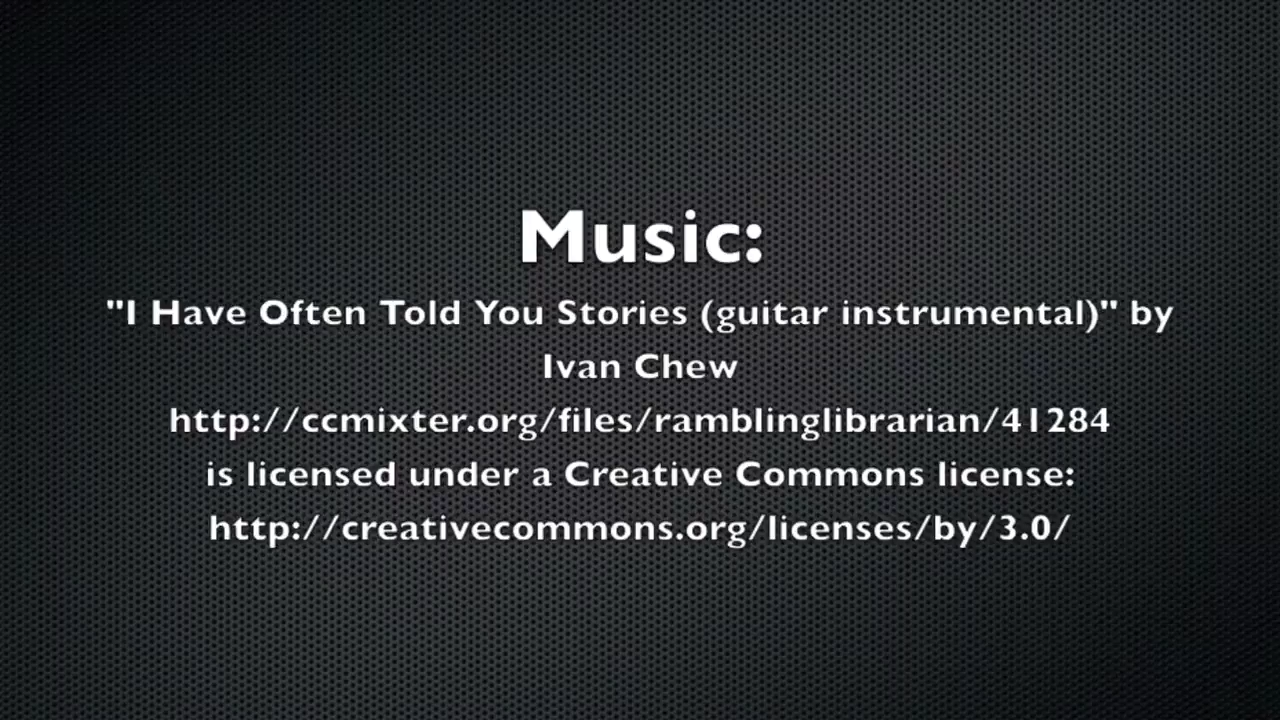 Music:
"I Have Often Told You Stories (guitar instrumental)" by
Ivan Chew
http://ccmixter.org/files/ramblinglibrarian/41284
is licensed under a Creative Commons license:
http://creativecommons.org/licenses/by/3.0/